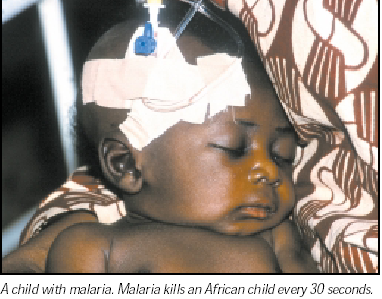 A child with malaria. Malaria kills an African child every 30 seconds.